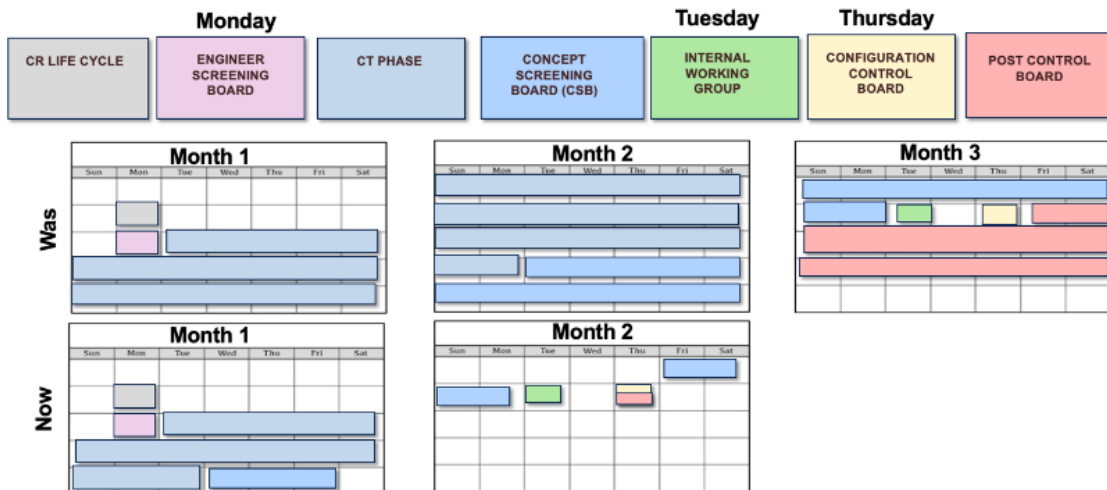 Monday
Tuesday
Thursday
CR LIFE CYCLE
ENGINEER
SCREENING
BOARD
CT PHASE
CONCEPT
SCREENING
BOARD (CSB)
INTERNAL
WORKING
GROUP
CONFIGURATION
CONTROL
BOARD
POST CONTROL
BOARD
Was
Month 1
Sun Mon Tue Wed Thu Fri Sat
Month 2
Sun Mon Tue Wed Thu Fri Sat
Month 3
Sun Mon Tue Wed Thu Fri Sat
Now
Month 1
Sun Mon Tue Wed Thu Fri Sat
Month 2
Sun Mon Tue Wed Thu Fri Sat